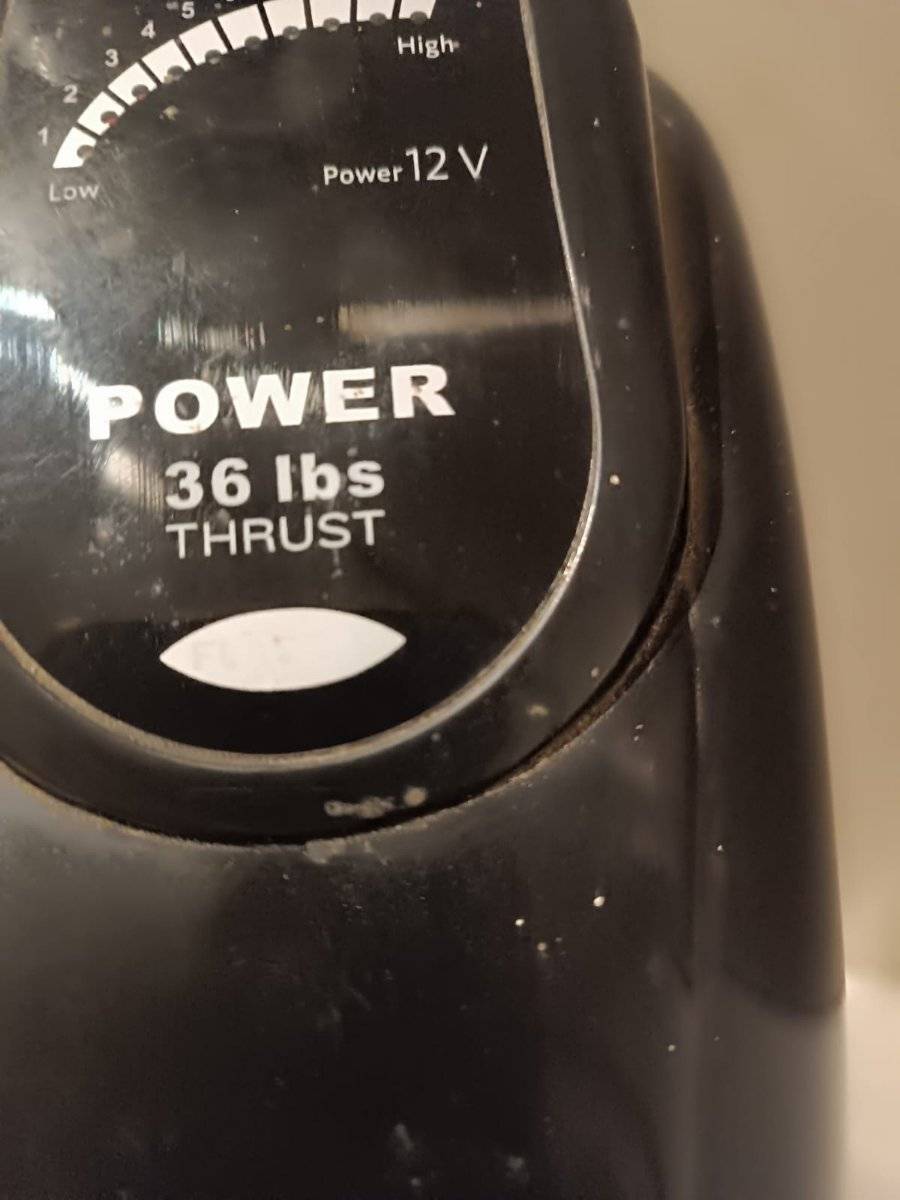 5
4
3
2
1
High
Low
Power 12 V
POWER
36 lbs
THRUST